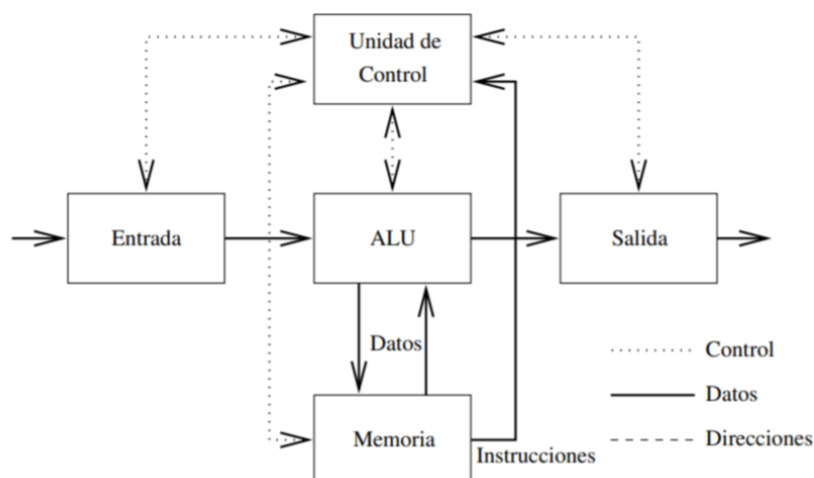 Unidad de
Control
Entrada
ALU
Salida
Datos
Memoria
Instrucciones
Control
Datos
Direcciones